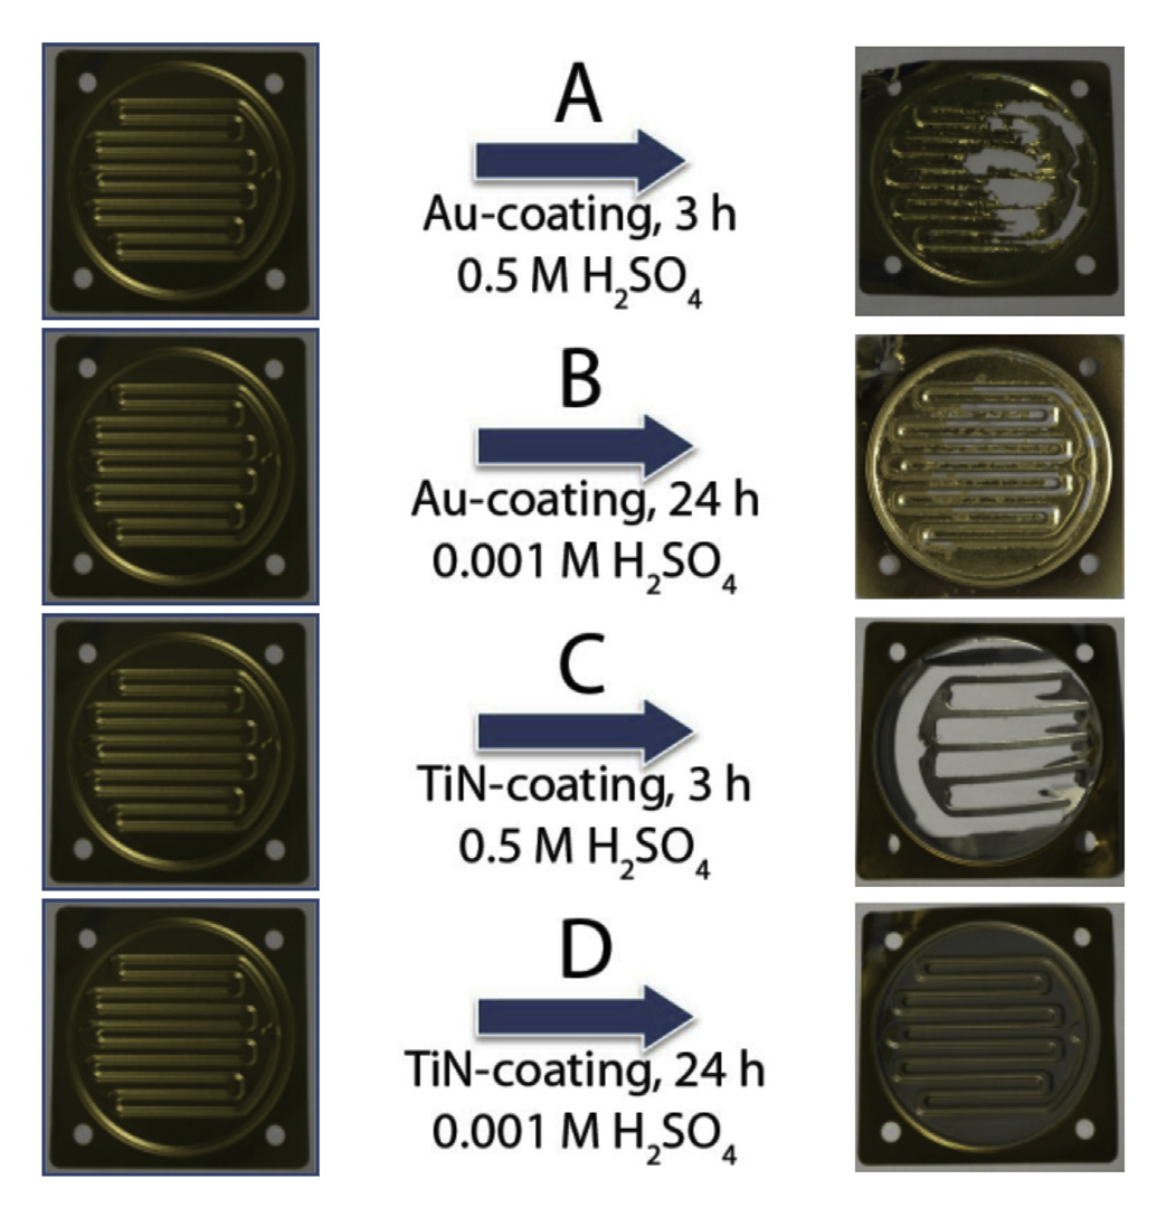 A
Au-coating, 3 h
0.5 M H₂SO₄
B
Au-coating, 24 h
0.001 M H₂SO₄
C
TiN-coating, 3 h
0.5 M H₂SO₄
D
TiN-coating, 24 h
0.001 M H₂SO₄